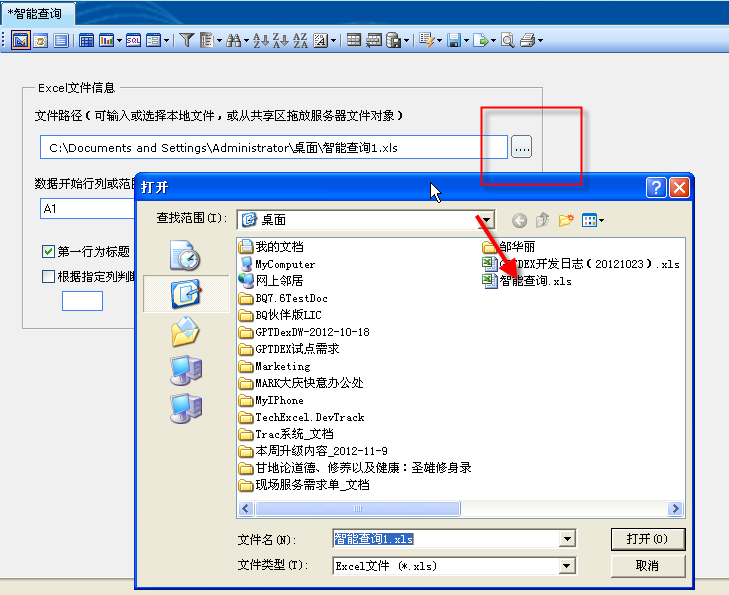 *智能查询
SQL
Excel文件信息
文件路径(可输入或选择本地文件，或从共享区拖放服务器文件对象)
C:\Documents and Settings\Administrator\桌面\智能查询1.xls
....
数据开始行列或范围
A1
第一行为标题
根据指定列判断
打开
查找范围(I):
桌面
我的文档
MyComputer
网上邻居
BQ7.6TestDoc
BQ伙伴版LIC
GPTDexDW-2012-10-18
GPTDEX试点需求
Marketing
MARK大庆快意办公处
MyIPhone
TechExcel.DevTrack
Trac系统_文档
本周升级内容_2012-11-9
甘地论道德、修养以及健康：圣雄修身录
现场服务需求单_文档
邹华丽
GPTDEX开发日志(20121023).xls
智能查询.xls
文件名(N):
智能查询1.xls
打开(O)
文件类型(T):
Excel文件 (*.xls)
取消